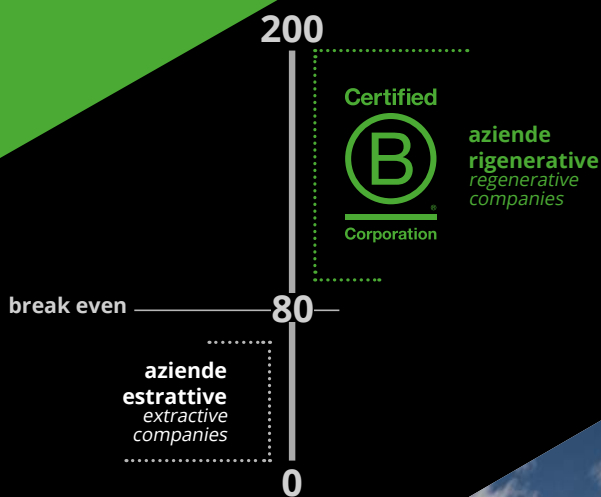 200
Certified
B
®
Corporation
aziende
rigenerative
regenerative
companies
break even
80
aziende
estrattive
extractive
companies
0